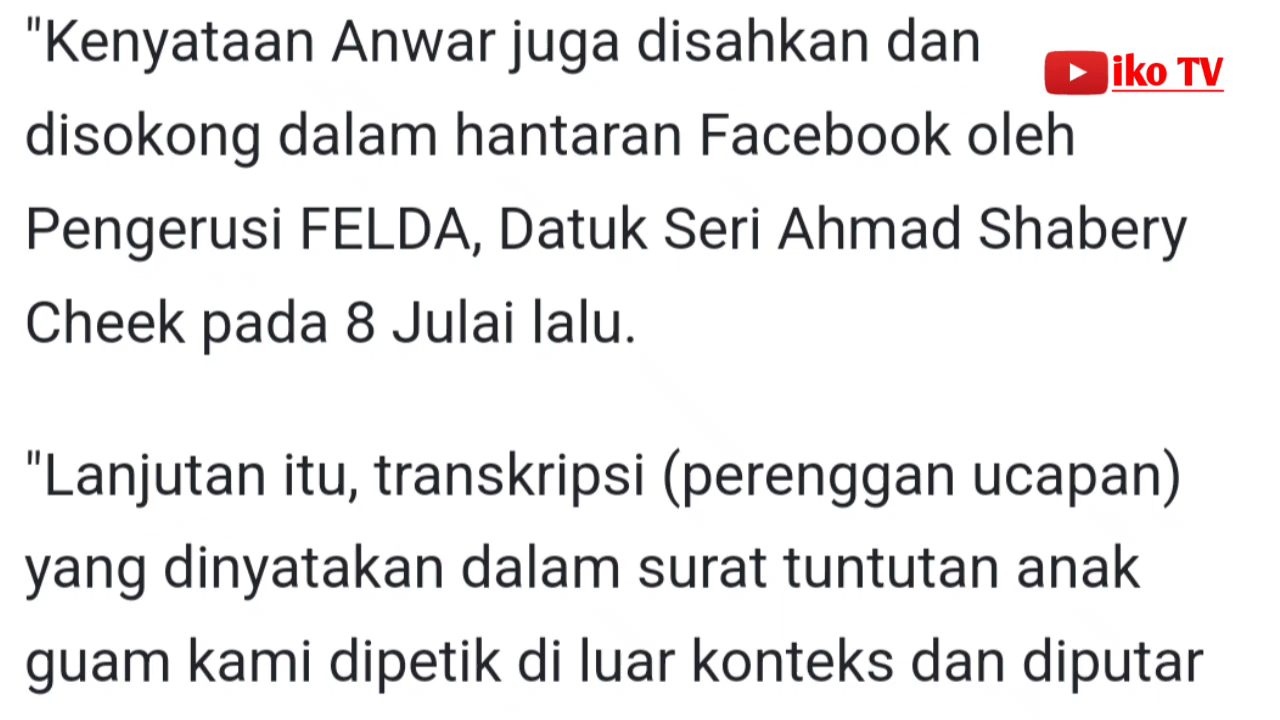 "Kenyataan Anwar juga disahkan dan
iko TV
disokong dalam hantaran Facebook oleh
Pengerusi FELDA, Datuk Seri Ahmad Shabery
Cheek pada 8 Julai lalu.
"Lanjutan itu, transkripsi (perenggan ucapan)
yang dinyatakan dalam surat tuntutan anak
guam kami dipetik di luar konteks dan diputar